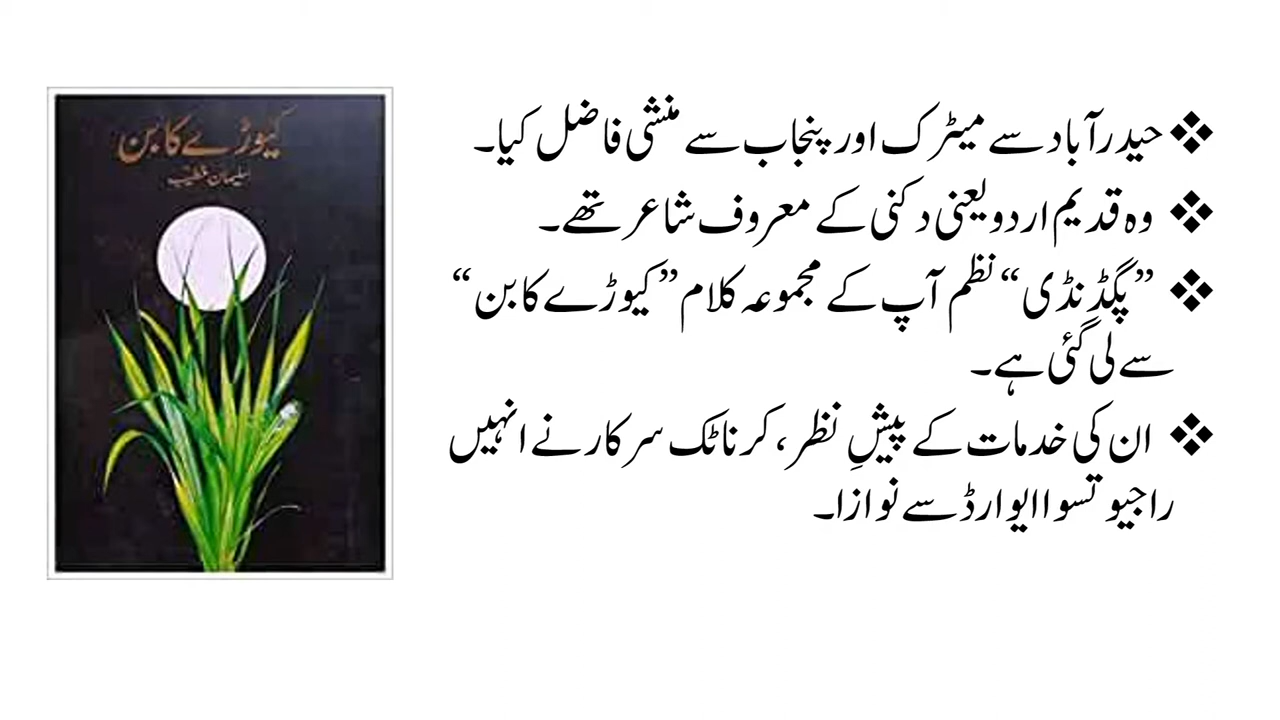 کیوڑے کا بن
سلیمان خطیب
❖ حیدرآباد سے میٹرک اور پنجاب سے منشی فاضل کیا۔
❖ وہ قدیم اردو یعنی دکنی کے معروف شاعر تھے۔
❖ ”پگڈنڈی“ نظم آپ کے مجموعہ کلام ”کیوڑے کا بن“
سے لی گئی ہے۔
❖ ان کی خدمات کے پیشِ نظر، کرناٹک سرکار نے انہیں
راجیو تسوا ایوارڈ سے نوازا۔